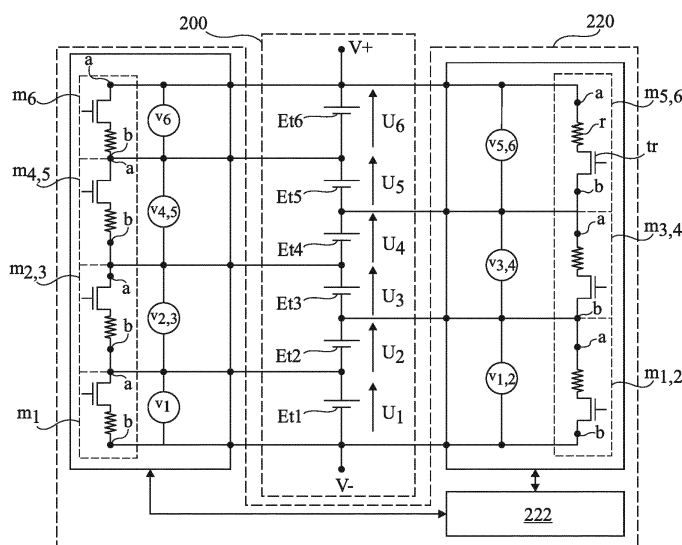 200
220
V+
a
m6
v6
b
a
Et6
U6
a
m5,6
r
v5,6
tr
b
m4,5
v4,5
b
Et5
U5
Et4
U4
a
m3,4
v3,4
b
m2,3
a
v2,3
b
Et3
U3
Et2
U2
a
m1
v1
b
a
Et1
U1
v1,2
m1,2
b
V-
222